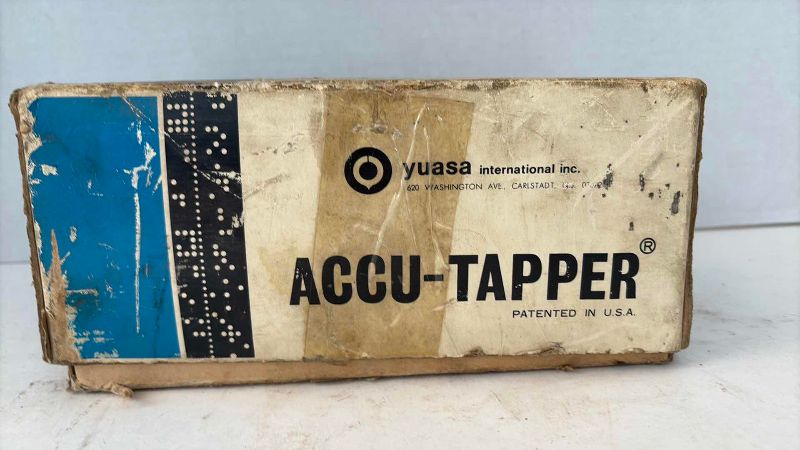 yuasa international inc.
620 WASHINGTON AVE., CARLSTADT,
ACCU-TAPPER®
PATENTED IN U.S.A.